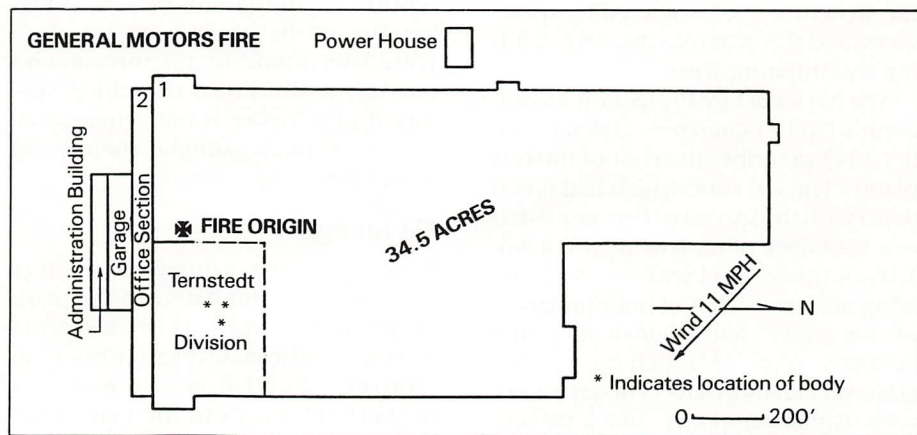 GENERAL MOTORS FIRE
Power House
2
1
Administration Building
Garage
Office Section
✠ FIRE ORIGIN
34.5 ACRES
Ternstedt
* *
*
Division
Wind 11 MPH
N
* Indicates location of body
0 200'